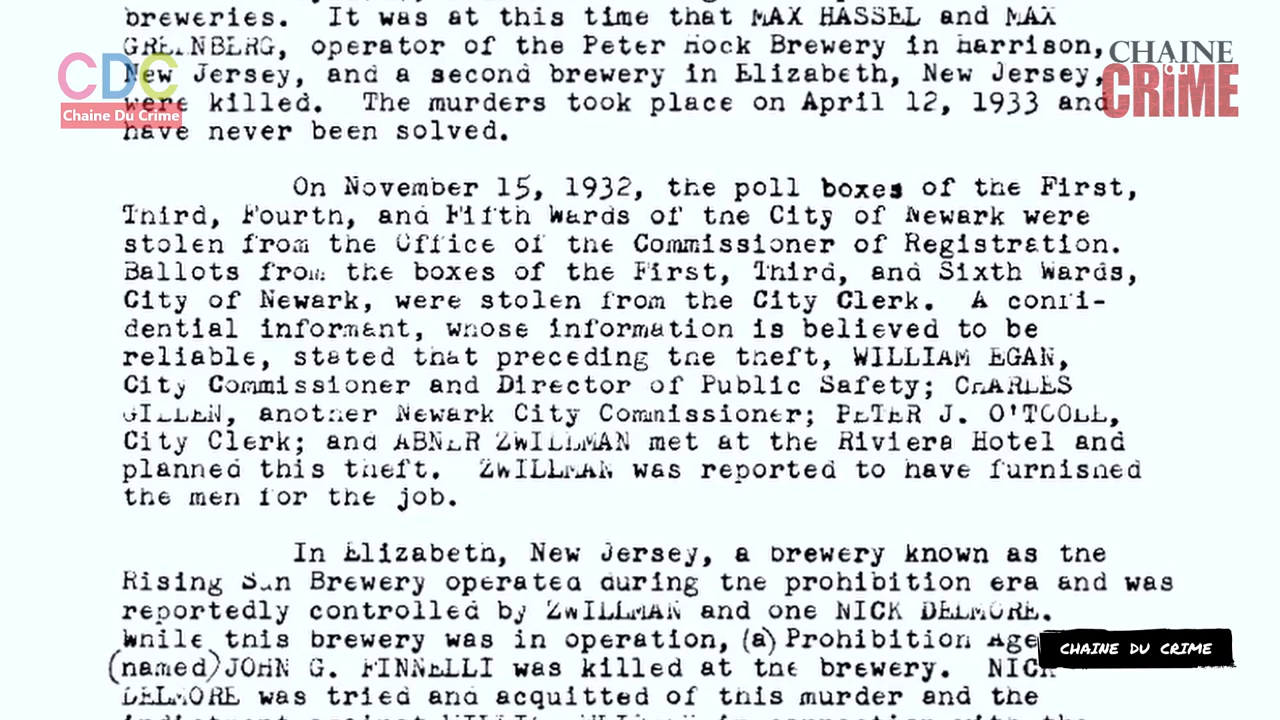 breweries. It was at this time that MAX HASSEL and MAX
GREENBERG, operator of the Peter Hock Brewery in Harrison,
New Jersey, and a second brewery in Elizabeth, New Jersey,
were killed. The murders took place on April 12, 1933 and
have never been solved.
On November 15, 1932, the poll boxes of the First,
Third, Fourth, and Fifth Wards of the City of Newark were
stolen from the Office of the Commissioner of Registration.
Ballots from the boxes of the First, Third, and Sixth Wards,
City of Newark, were stolen from the City Clerk. A confi-
dential informant, whose information is believed to be
reliable, stated that preceding the theft, WILLIAM EGAN,
City Commissioner and Director of Public Safety; CHARLES
GILLEN, another Newark City Commissioner; PETER J. O'TOOLE,
City Clerk; and ABNER ZWILLMAN met at the Riviera Hotel and
planned this theft. ZWILLMAN was reported to have furnished
the men for the job.
In Elizabeth, New Jersey, a brewery known as the
Rising Sun Brewery operated during the prohibition era and was
reportedly controlled by ZWILLMAN and one NICK DELMORE.
While this brewery was in operation, (a) Prohibition Age
(named) JOHN G. FINNELLI was killed at the brewery. NICK
DELMORE was tried and acquitted of this murder and the
CDC
Chaine Du Crime
CHAINE
du
CRIME
CHAINE DU CRIME